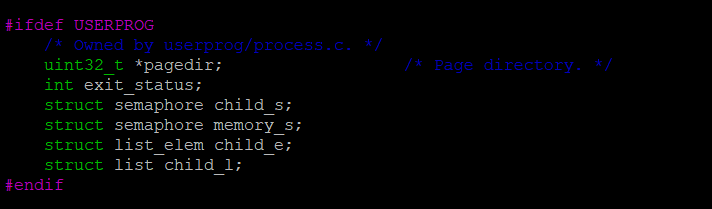 #ifdef USERPROG
/* Owned by userprog/process.c. */
uint32_t *pagedir; /* Page directory. */
int exit_status;
struct semaphore child_s;
struct semaphore memory_s;
struct list_elem child_e;
struct list child_l;
#endif